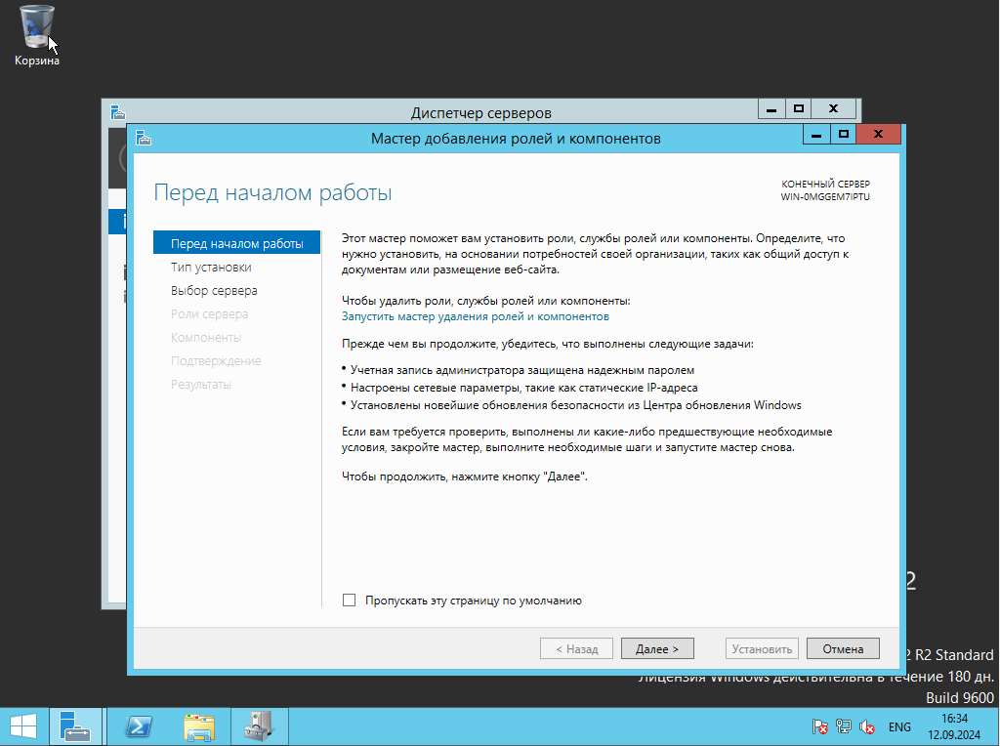 Корзина
Диспетчер серверов
Мастер добавления ролей и компонентов
Перед началом работы
КОНЕЧНЫЙ СЕРВЕР
WIN-0MGGEM7IPTU
Перед началом работы
Тип установки
Выбор сервера
Роли сервера
Компоненты
Подтверждение
Результаты
Этот мастер поможет вам установить роли, службы ролей или компоненты. Определите, что
нужно установить, на основании потребностей своей организации, таких как общий доступ к
документам или размещение веб-сайта.
Чтобы удалить роли, службы ролей или компоненты:
Запустить мастер удаления ролей и компонентов
Прежде чем вы продолжите, убедитесь, что выполнены следующие задачи:
• Учетная запись администратора защищена надежным паролем
• Настроены сетевые параметры, такие как статические IP-адреса
• Установлены новейшие обновления безопасности из Центра обновления Windows
Если вам требуется проверить, выполнены ли какие-либо предшествующие необходимые
условия, закройте мастер, выполните необходимые шаги и запустите мастер снова.
Чтобы продолжить, нажмите кнопку "Далее".
Пропускать эту страницу по умолчанию
< Назад
Далее >
Установить
Отмена
2
2 R2 Standard
Лицензия Windows действительна в течение 180 дн.
Build 9600
ENG
16:34
12.09.2024